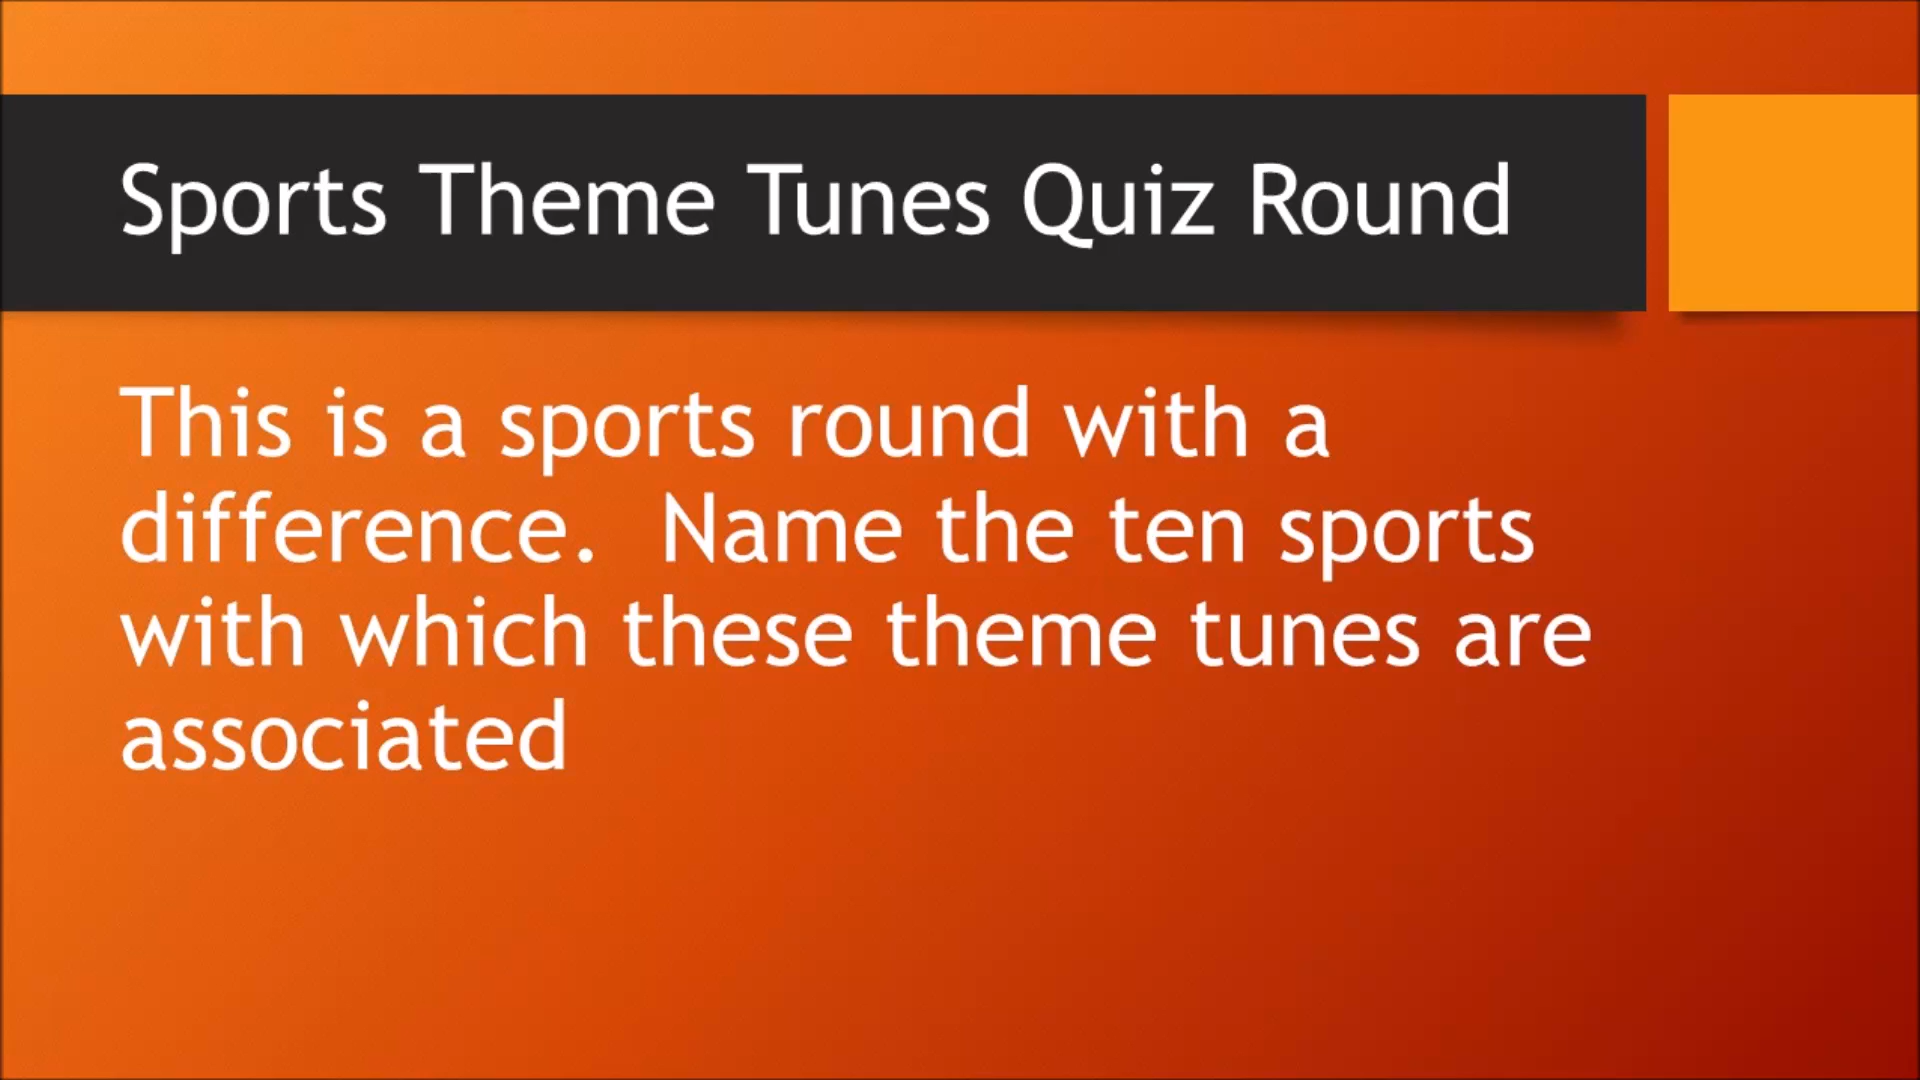 Sports Theme Tunes Quiz Round
This is a sports round with a
difference.  Name the ten sports
with which these theme tunes are
associated